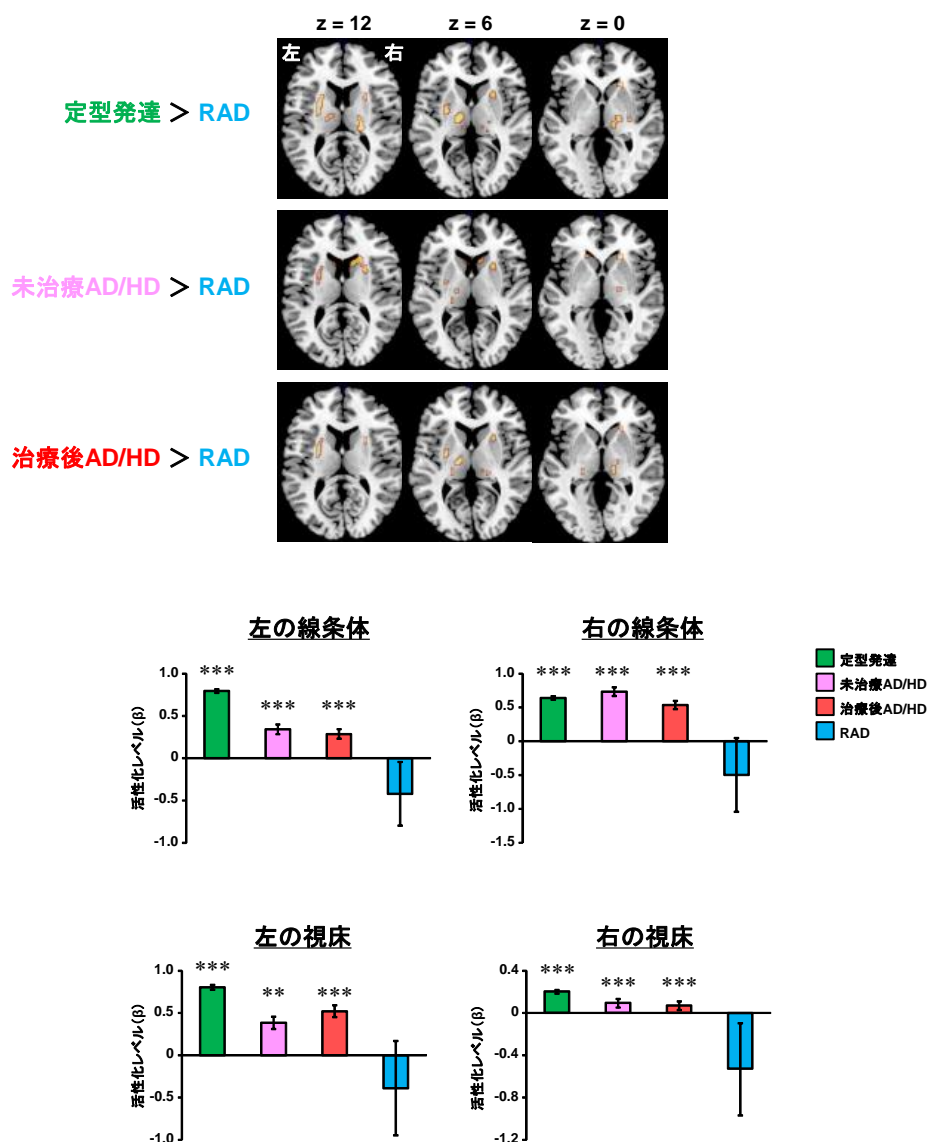 z = 12 z = 6 z = 0
左 右
定型発達 > RAD
未治療AD/HD > RAD
治療後AD/HD > RAD
左の線条体
活性化レベル(β)
1.0
0.5
0
-0.5
-1.0
*** *** ***
右の線条体
活性化レベル(β)
1.0
0.5
0
-0.5
-1.0
-1.5
*** *** ***
定型発達
未治療AD/HD
治療後AD/HD
RAD
左の視床
活性化レベル(β)
1.0
0.5
0
-0.5
-1.0
*** ** ***
右の視床
活性化レベル(β)
0.4
0
-0.4
-0.8
-1.2
*** *** ***